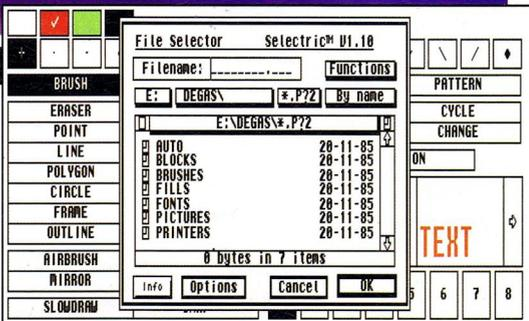 File Selector Selectric™ V1.10
Filename: ________.___ Functions
E: DEGAS\ *.P?2 By name
E:\DEGAS\*.P?2
AUTO 20-11-85
BLOCKS 20-11-85
BRUSHES 20-11-85
FILLS 20-11-85
FONTS 20-11-85
PICTURES 20-11-85
PRINTERS 20-11-85
0 bytes in 7 items
Info Options Cancel OK
BRUSH
ERASER
POINT
LINE
POLYGON
CIRCLE
FRAME
OUTLINE
AIRBRUSH
MIRROR
SLOWDRAW
PATTERN
CYCLE
CHANGE
ON
TEXT
5 6 7 8